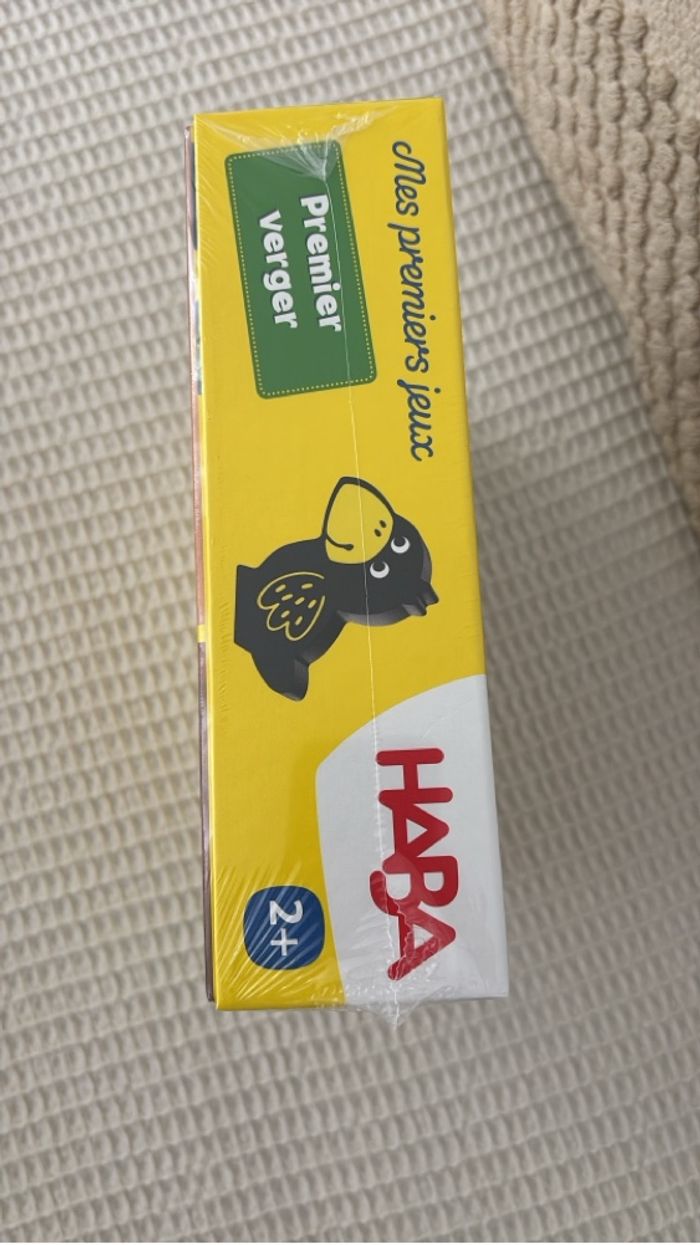 Mes premiers jeux
Premier
verger
HABA
2+